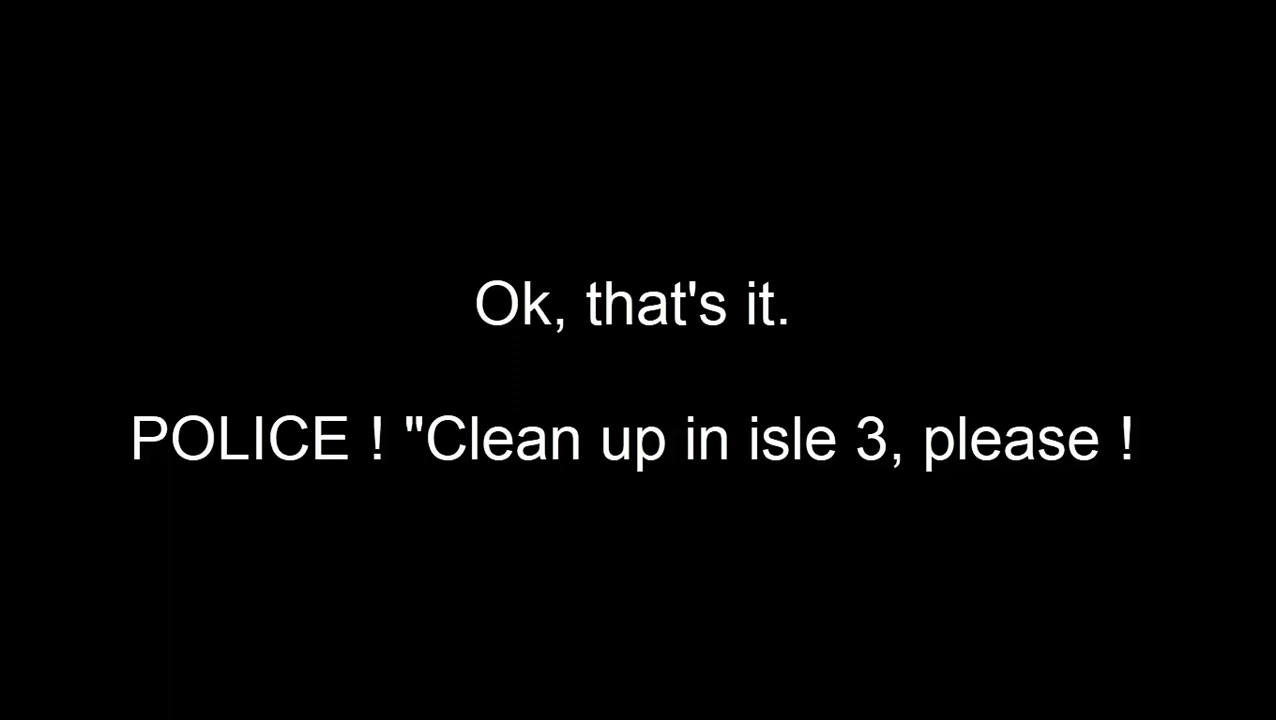 Ok, that's it.
POLICE ! "Clean up in isle 3, please !